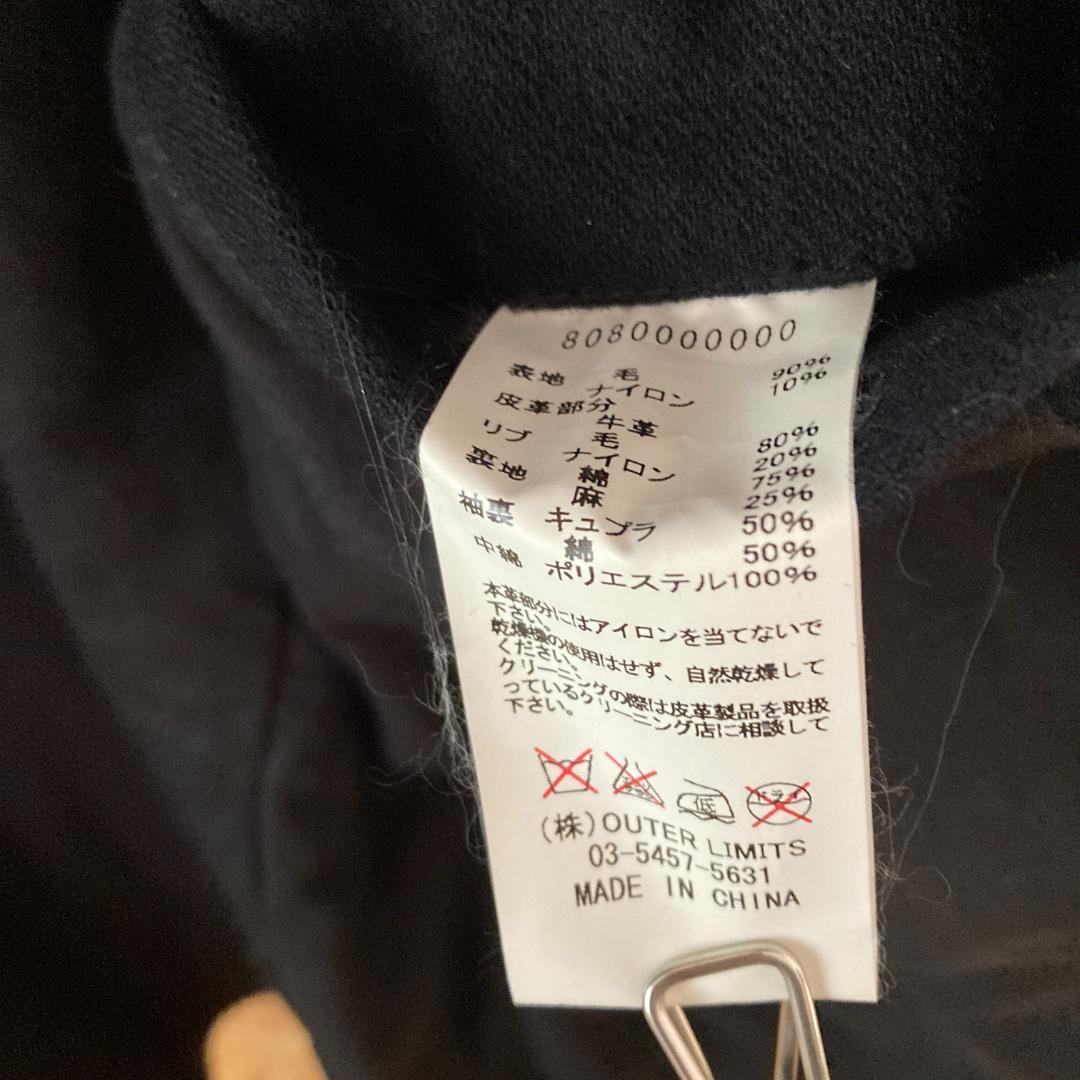 8080000000
表地 毛 90%
ナイロン 10%
皮革部分
牛革
リブ 毛 80%
ナイロン 20%
裏地 綿 75%
麻 25%
袖裏 キュプラ 50%
綿 50%
中綿 ポリエステル100%
本革部分にはアイロンを当てないで
下さい。
乾燥機の使用はせず、自然乾燥して
ください。
クリーニングの際は皮革製品を取扱
っているクリーニング店に相談して
下さい。
低 ドライ
(株)OUTER LIMITS
03-5457-5631
MADE IN CHINA